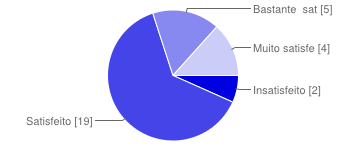 Bastante sat [5]
Muito satisfe [4]
Insatisfeito [2]
Satisfeito [19]